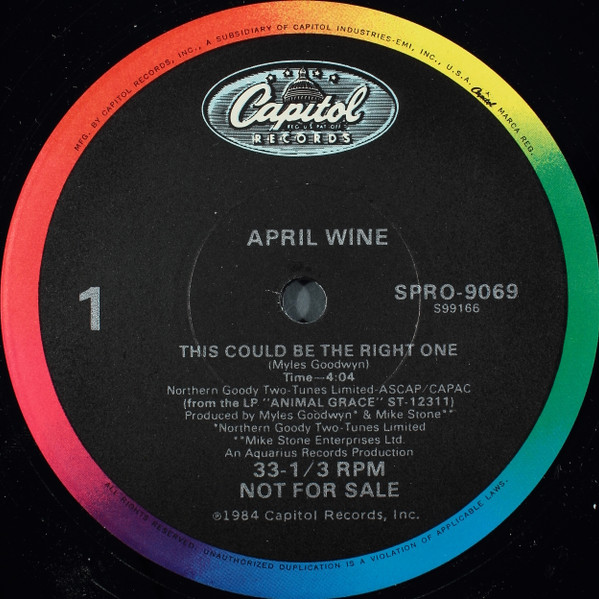 MFG. BY CAPITOL RECORDS, INC., A SUBSIDIARY OF CAPITOL INDUSTRIES-EMI, INC., U.S.A. Capitol MARCA REG.
Capitol
REG. U.S. PAT. OFF.
RECORDS
APRIL WINE
1
SPRO-9069
S99166
THIS COULD BE THE RIGHT ONE
(Myles Goodwyn)
Time—4:04
Northern Goody Two-Tunes Limited-ASCAP/CAPAC
(from the LP "ANIMAL GRACE" ST-12311)
Produced by Myles Goodwyn* & Mike Stone**
*Northern Goody Two-Tunes Limited
**Mike Stone Enterprises Ltd.
An Aquarius Records Production
33-1/3 RPM
NOT FOR SALE
℗1984 Capitol Records, Inc.
ALL RIGHTS RESERVED. UNAUTHORIZED DUPLICATION IS A VIOLATION OF APPLICABLE LAWS.